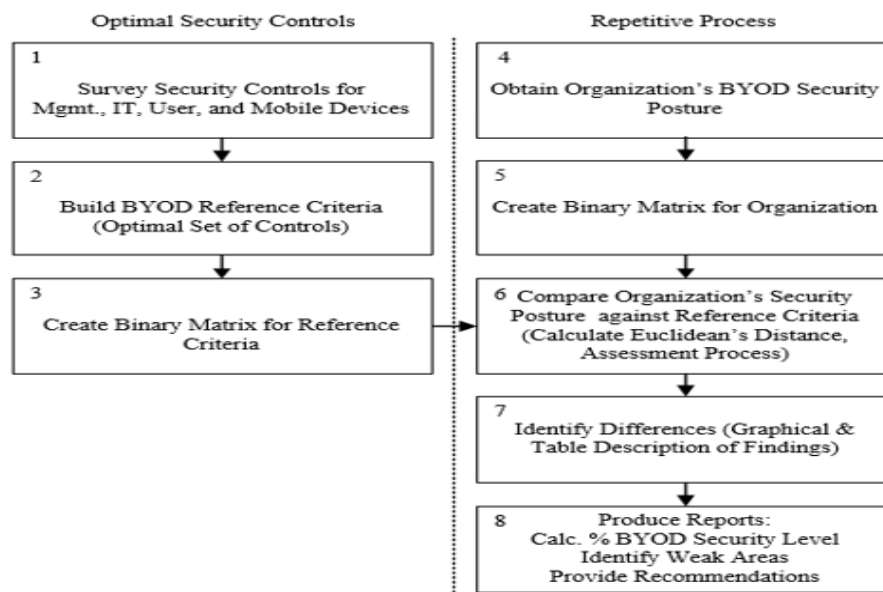 Optimal Security Controls
1
Survey Security Controls for
Mgmt., IT, User, and Mobile Devices
2
Build BYOD Reference Criteria
(Optimal Set of Controls)
3
Create Binary Matrix for Reference
Criteria
Repetitive Process
4
Obtain Organization's BYOD Security
Posture
5
Create Binary Matrix for Organization
6
Compare Organization's Security
Posture against Reference Criteria
(Calculate Euclidean's Distance,
Assessment Process)
7
Identify Differences (Graphical &
Table Description of Findings)
8
Produce Reports:
Calc. % BYOD Security Level
Identify Weak Areas
Provide Recommendations